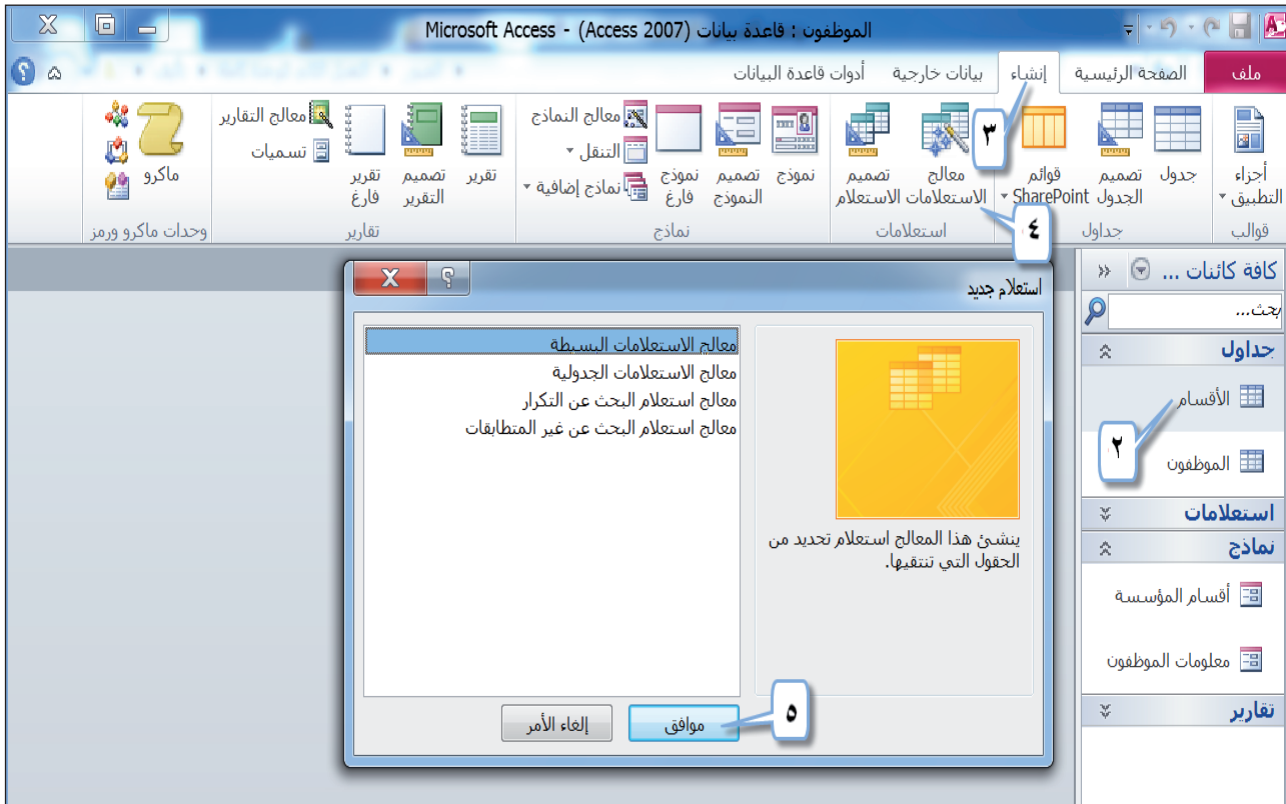 الموظفون : قاعدة بيانات (Access 2007) - Microsoft Access
ملف
الصفحة الرئيسية
إنشاء
بيانات خارجية
أدوات قاعدة البيانات
أجزاء التطبيق
قوالب
جدول
تصميم الجدول
قوائم SharePoint
جداول
معالج الاستعلامات
تصميم الاستعلام
استعلامات
نموذج
تصميم النموذج
نموذج فارغ
معالج النماذج
التنقل
نماذج إضافية
نماذج
تقرير
تصميم التقرير
تقرير فارغ
معالج التقارير
تسميات
تقارير
ماكرو
وحدات ماكرو ورمز
٣
٤
كافة كائنات ...
بحث...
جداول
الأقسام
٢
الموظفون
استعلامات
نماذج
أقسام المؤسسة
معلومات الموظفون
تقارير
استعلام جديد
معالج الاستعلامات البسيطة
معالج الاستعلامات الجدولية
معالج استعلام البحث عن التكرار
معالج استعلام البحث عن غير المتطابقات
ينشئ هذا المعالج استعلام تحديد من
الحقول التي تنتقيها.
موافق
٥
إلغاء الأمر